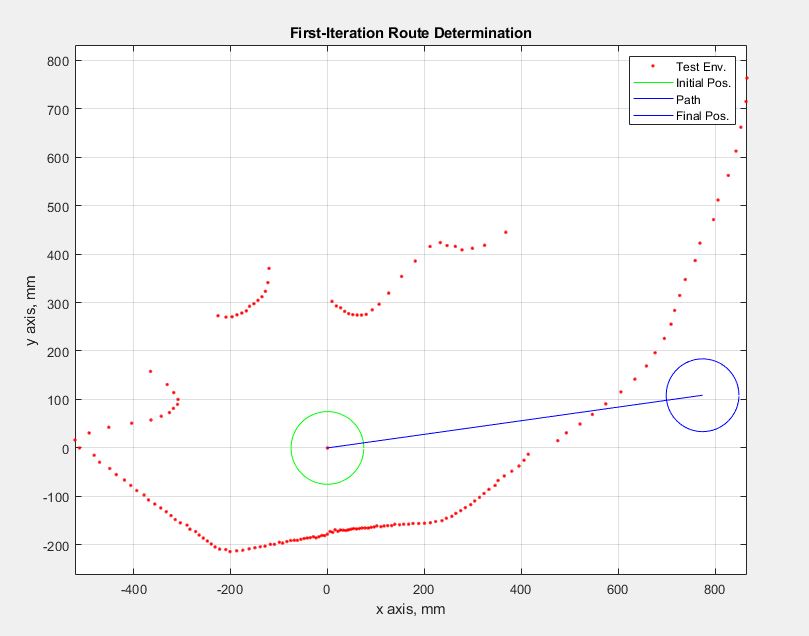 First-Iteration Route Determination
800
700
600
500
400
300
200
100
0
-100
-200
y axis, mm
Test Env.
Initial Pos.
Path
Final Pos.
-400
-200
0
200
400
600
800
x axis, mm